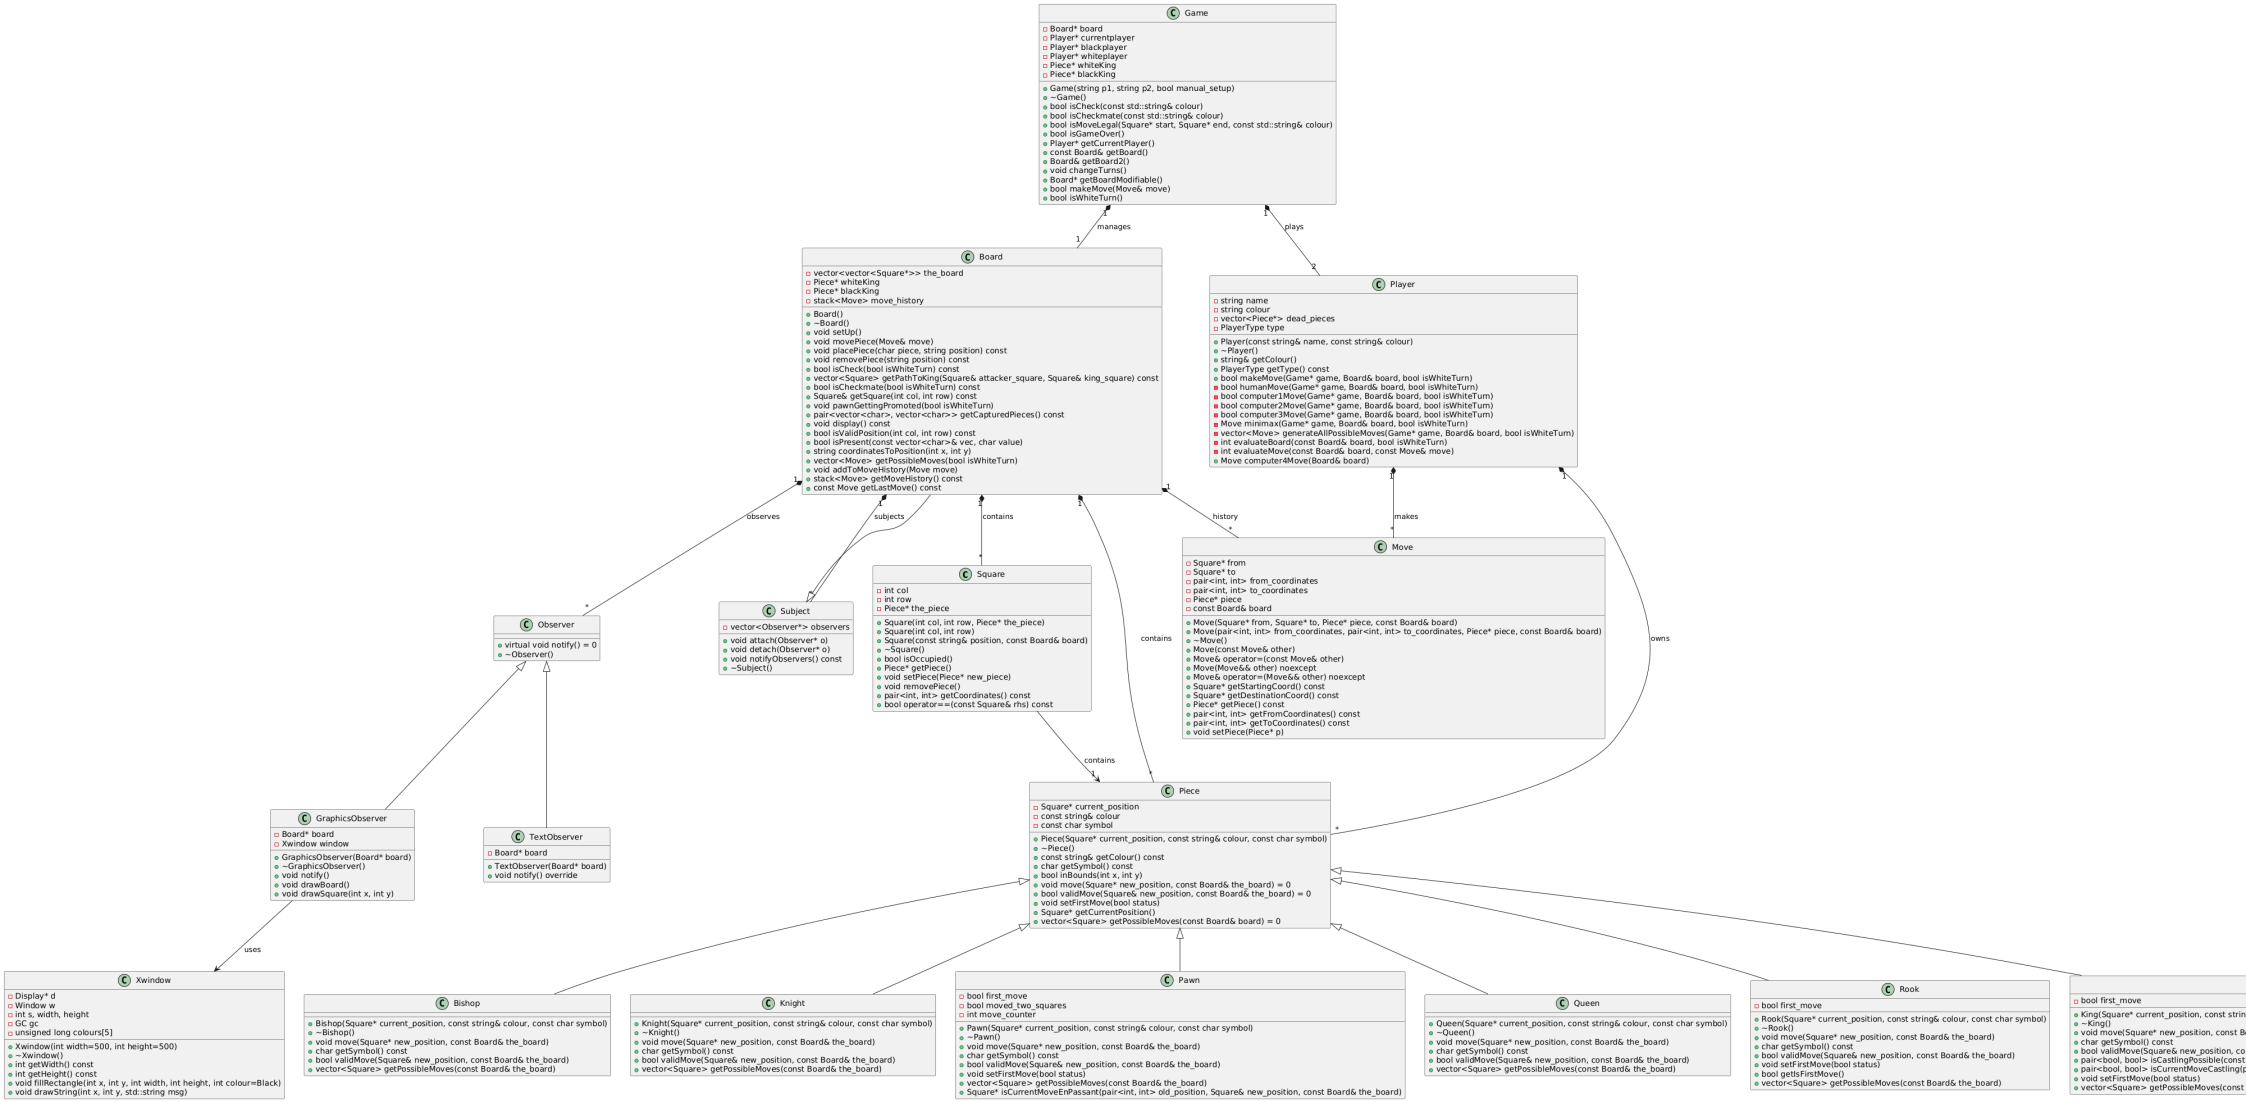 Game
Board* board
Player* currentplayer
Player* blackplayer
Player* whiteplayer
Piece* whiteKing
Piece* blackKing
Game(string p1, string p2, bool manual_setup)
~Game()
bool isCheck(const std::string& colour)
bool isCheckmate(const std::string& colour)
bool isMoveLegal(Square* start, Square* end, const std::string& colour)
bool isGameOver()
Player* getCurrentPlayer()
const Board& getBoard()
Board& getBoard2()
void changeTurns()
Board* getBoardModifiable()
bool makeMove(Move& move)
bool isWhiteTurn()
1
manages
1
1
plays
2
Board
vector<vector<Square*>> the_board
Piece* whiteKing
Piece* blackKing
stack<Move> move_history
Board()
~Board()
void setUp()
void movePiece(Move& move)
void placePiece(char piece, string position) const
void removePiece(string position) const
bool isCheck(bool isWhiteTurn) const
vector<Square> getPathToKing(Square& attacker_square, Square& king_square) const
bool isCheckmate(bool isWhiteTurn) const
Square& getSquare(int col, int row) const
void pawnGettingPromoted(bool isWhiteTurn)
pair<vector<char>, vector<char>> getCapturedPieces() const
void display() const
bool isValidPosition(int col, int row) const
bool isPresent(const vector<char>& vec, char value)
string coordinatesToPosition(int x, int y)
vector<Move> getPossibleMoves(bool isWhiteTurn)
void addToMoveHistory(Move move)
stack<Move> getMoveHistory() const
const Move getLastMove() const
Player
string name
string colour
vector<Piece*> dead_pieces
PlayerType type
Player(const string& name, const string& colour)
~Player()
string& getColour()
PlayerType getType() const
bool makeMove(Game* game, Board& board, bool isWhiteTurn)
bool humanMove(Game* game, Board& board, bool isWhiteTurn)
bool computer1Move(Game* game, Board& board, bool isWhiteTurn)
bool computer2Move(Game* game, Board& board, bool isWhiteTurn)
bool computer3Move(Game* game, Board& board, bool isWhiteTurn)
Move minimax(Game* game, Board& board, bool isWhiteTurn)
vector<Move> generateAllPossibleMoves(Game* game, Board& board, bool isWhiteTurn)
int evaluateBoard(const Board& board, bool isWhiteTurn)
int evaluateMove(const Board& board, const Move& move)
Move computer4Move(Board& board)
1
observes
*
1
subjects
1
contains
*
1
contains
*
1
history
*
1
makes
*
1
owns
*
Observer
virtual void notify() = 0
~Observer()
Subject
vector<Observer*> observers
void attach(Observer* o)
void detach(Observer* o)
void notifyObservers() const
~Subject()
Square
int col
int row
Piece* the_piece
Square(int col, int row, Piece* the_piece)
Square(int col, int row)
Square(const string& position, const Board& board)
~Square()
bool isOccupied()
Piece* getPiece()
void setPiece(Piece* new_piece)
void removePiece()
pair<int, int> getCoordinates() const
bool operator==(const Square& rhs) const
contains
1
Move
Square* from
Square* to
pair<int, int> from_coordinates
pair<int, int> to_coordinates
Piece* piece
const Board& board
Move(Square* from, Square* to, Piece* piece, const Board& board)
Move(pair<int, int> from_coordinates, pair<int, int> to_coordinates, Piece* piece, const Board& board)
~Move()
Move(const Move& other)
Move& operator=(const Move& other)
Move(Move&& other) noexcept
Move& operator=(Move&& other) noexcept
Square* getStartingCoord() const
Square* getDestinationCoord() const
Piece* getPiece() const
pair<int, int> getFromCoordinates() const
pair<int, int> getToCoordinates() const
void setPiece(Piece* p)
GraphicsObserver
Board* board
Xwindow window
GraphicsObserver(Board* board)
~GraphicsObserver()
void notify()
void drawBoard()
void drawSquare(int x, int y)
uses
TextObserver
Board* board
TextObserver(Board* board)
void notify() override
Piece
Square* current_position
const string& colour
const char symbol
Piece(Square* current_position, const string& colour, const char symbol)
~Piece()
const string& getColour() const
char getSymbol() const
bool inBounds(int x, int y)
void move(Square* new_position, const Board& the_board) = 0
bool validMove(Square& new_position, const Board& the_board) = 0
void setFirstMove(bool status)
Square* getCurrentPosition()
vector<Square> getPossibleMoves(const Board& board) = 0
Xwindow
Display* d
Window w
int s, width, height
GC gc
unsigned long colours[5]
Xwindow(int width=500, int height=500)
~Xwindow()
int getWidth() const
int getHeight() const
void fillRectangle(int x, int y, int width, int height, int colour=Black)
void drawString(int x, int y, std::string msg)
Bishop
Bishop(Square* current_position, const string& colour, const char symbol)
~Bishop()
void move(Square* new_position, const Board& the_board)
char getSymbol() const
bool validMove(Square& new_position, const Board& the_board)
vector<Square> getPossibleMoves(const Board& the_board)
Knight
Knight(Square* current_position, const string& colour, const char symbol)
~Knight()
void move(Square* new_position, const Board& the_board)
char getSymbol() const
bool validMove(Square& new_position, const Board& the_board)
vector<Square> getPossibleMoves(const Board& the_board)
Pawn
bool first_move
bool moved_two_squares
int move_counter
Pawn(Square* current_position, const string& colour, const char symbol)
~Pawn()
void move(Square* new_position, const Board& the_board)
char getSymbol() const
bool validMove(Square& new_position, const Board& the_board)
void setFirstMove(bool status)
vector<Square> getPossibleMoves(const Board& the_board)
Square* isCurrentMoveEnPassant(pair<int, int> old_position, Square& new_position, const Board& the_board)
Queen
Queen(Square* current_position, const string& colour, const char symbol)
~Queen()
void move(Square* new_position, const Board& the_board)
char getSymbol() const
bool validMove(Square& new_position, const Board& the_board)
vector<Square> getPossibleMoves(const Board& the_board)
Rook
bool first_move
Rook(Square* current_position, const string& colour, const char symbol)
~Rook()
void move(Square* new_position, const Board& the_board)
char getSymbol() const
bool validMove(Square& new_position, const Board& the_board)
void setFirstMove(bool status)
bool getIsFirstMove()
vector<Square> getPossibleMoves(const Board& the_board)
bool first_move
King(Square* current_position, const
~King()
void move(Square* new_position, const
char getSymbol() const
bool validMove(Square& new_position,
pair<bool, bool> isCastlingPossible(const
pair<bool, bool> isCurrentMoveCastling(
void setFirstMove(bool status)
vector<Square> getPossibleMoves(const